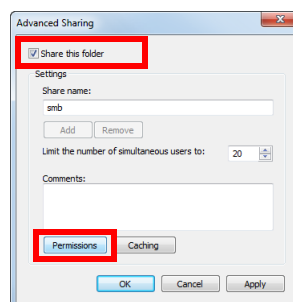 Advanced Sharing
Share this folder
Settings
Share name:
smb
Add Remove
Limit the number of simultaneous users to: 20
Comments:
Permissions Caching
OK Cancel Apply